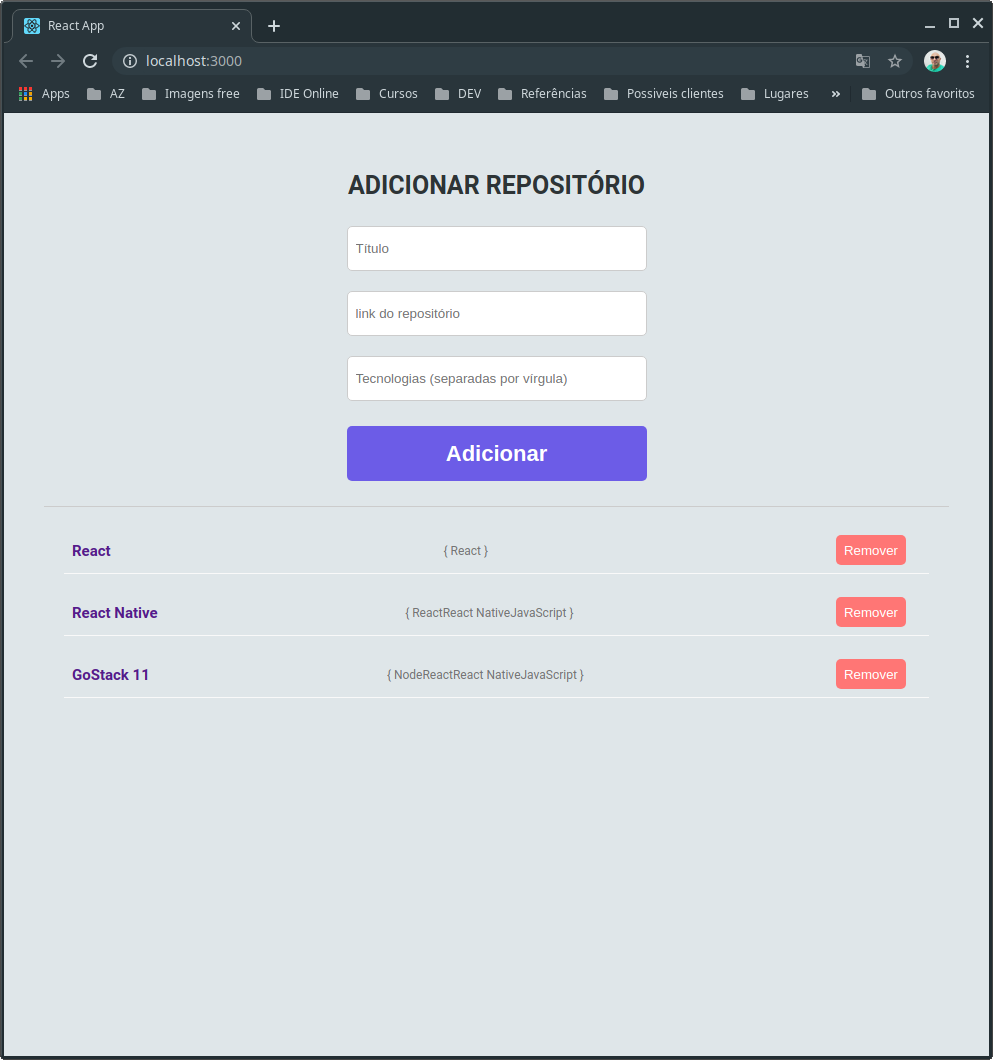 React App
localhost:3000
Apps AZ Imagens free IDE Online Cursos DEV Referências Possiveis clientes Lugares » Outros favoritos
ADICIONAR REPOSITÓRIO
Título
link do repositório
Tecnologias (separadas por vírgula)
Adicionar
React { React } Remover
React Native { ReactReact NativeJavaScript } Remover
GoStack 11 { NodeReactReact NativeJavaScript } Remover